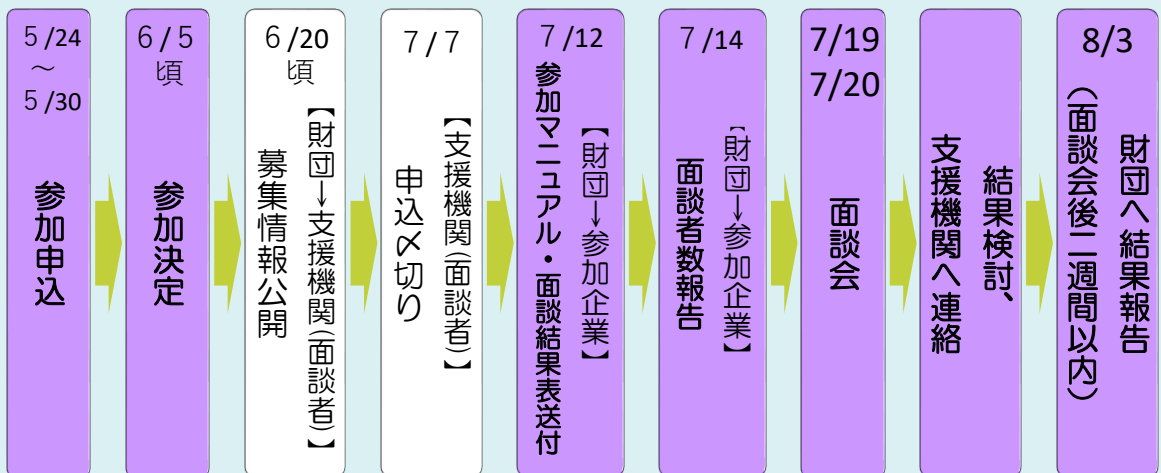 5/24
～
5/30
参加申込
6/5
頃
参加決定
6/20
頃
【財団→支援機関(面談者)】
募集情報公開
7/7
【支援機関(面談者)】
申込〆切り
7/12
【財団→参加企業】
参加マニュアル・面談結果表送付
7/14
【財団→参加企業】
面談者数報告
7/19
7/20
面談会
結果検討、
支援機関へ連絡
8/3
財団へ結果報告
(面談会後二週間以内)